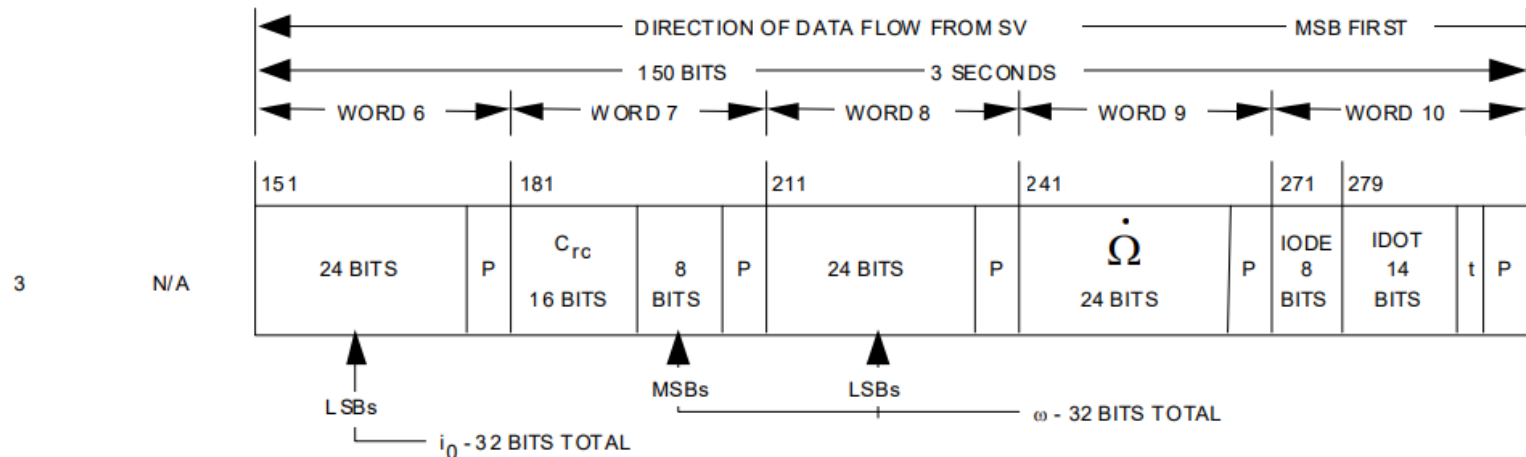 DIRECTION OF DATA FLOW FROM SV MSB FIRST
150 BITS 3 SECONDS
WORD 6 WORD 7 WORD 8 WORD 9 WORD 10
151 181 211 241 271 279
3 N/A
24 BITS P
Crc
16 BITS
8
BITS
P
24 BITS P
Ω̇
24 BITS
P
IODE
8
BITS
IDOT
14
BITS
t P
LSBs
i0 - 32 BITS TOTAL
MSBs LSBs
ω - 32 BITS TOTAL